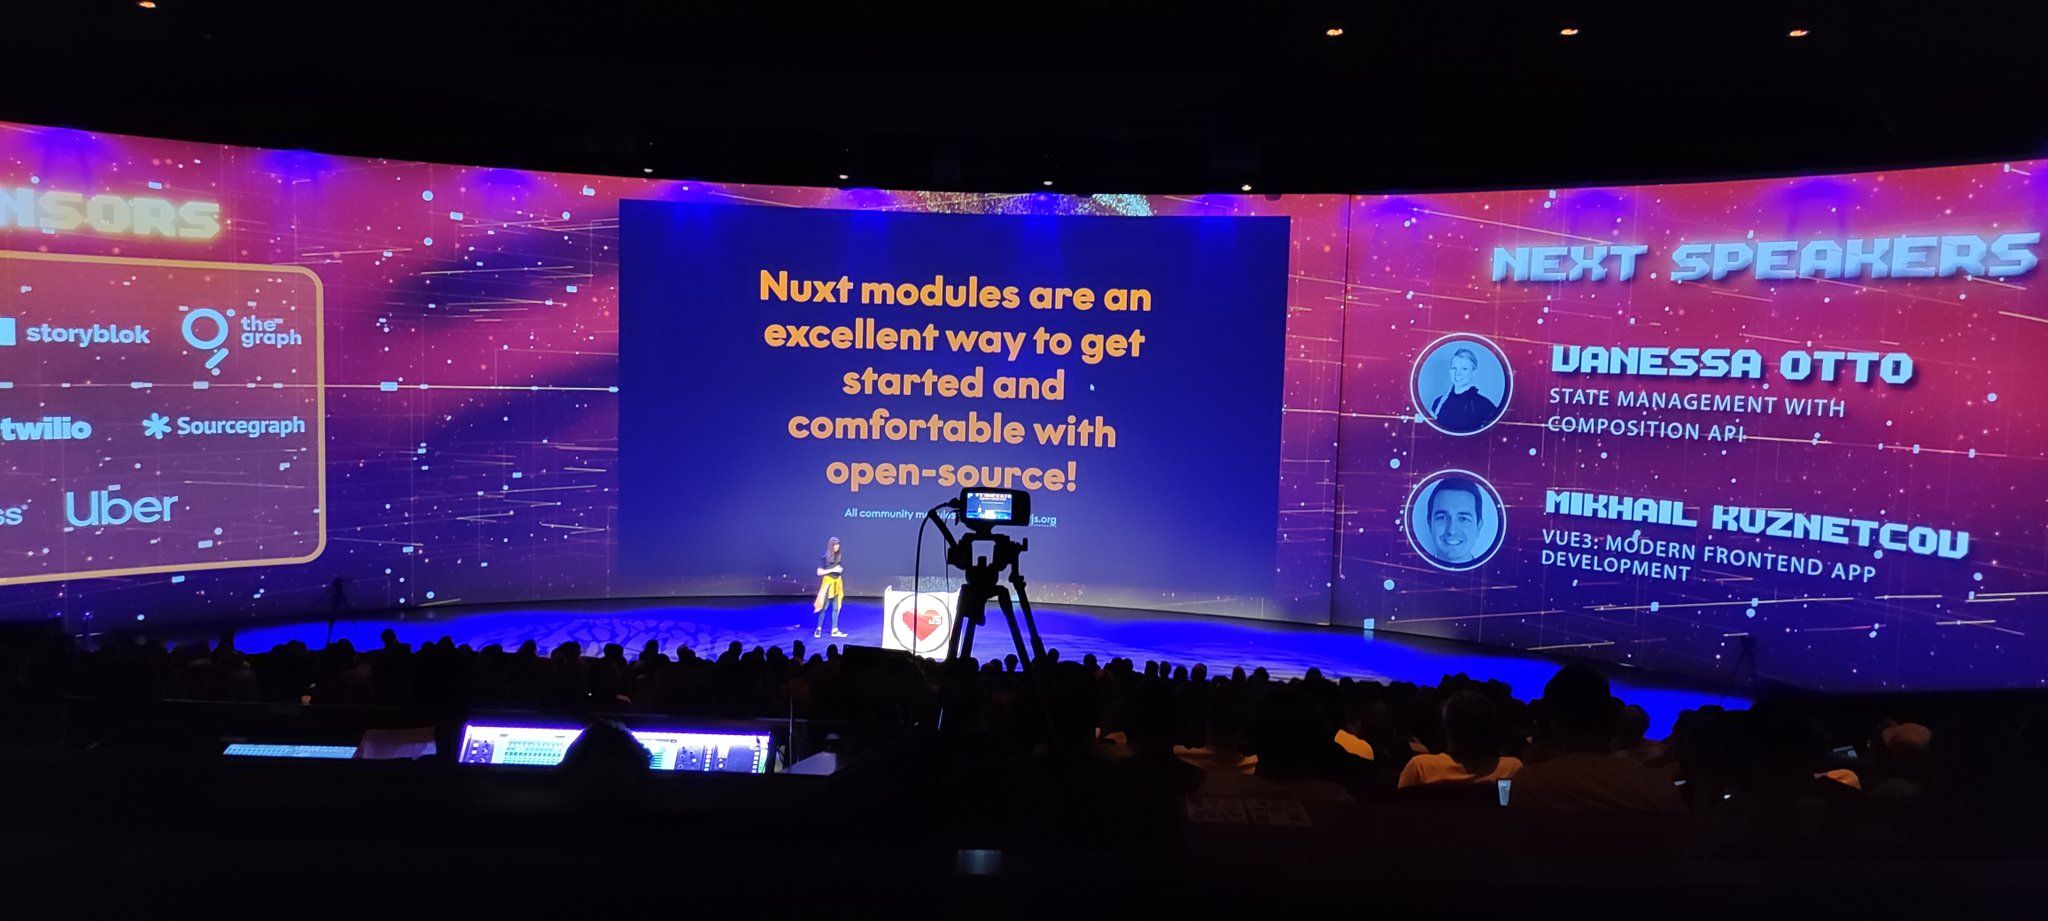 NSORS
storyblok
the graph
twilio
Sourcegraph
ss
Uber
Nuxt modules are an
excellent way to get
started and
comfortable with
open-source!
All community js.org
JS
NEXT SPEAKERS
VANESSA OTTO
STATE MANAGEMENT WITH
COMPOSITION API
MIKHAIL KUZNETCOV
VUE3: MODERN FRONTEND APP
DEVELOPMENT